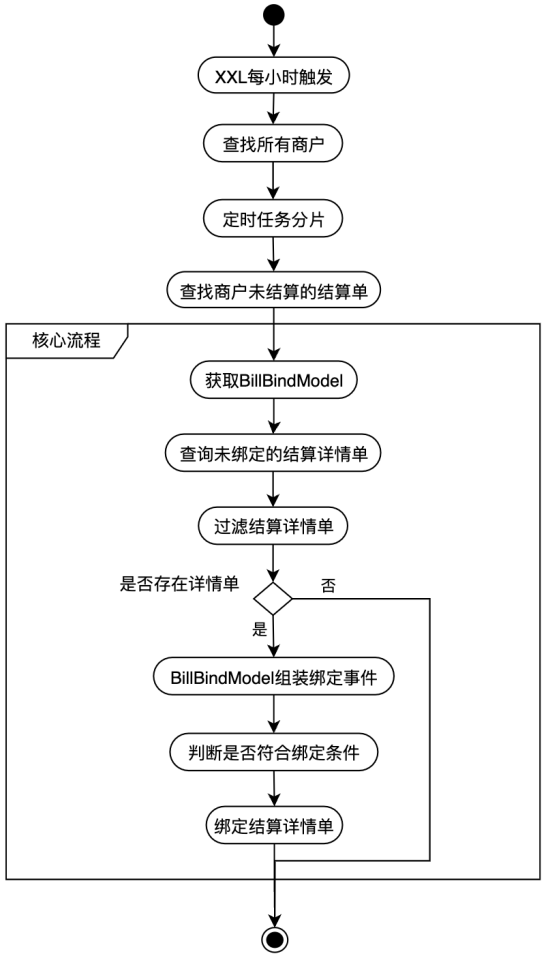 XXL每小时触发
查找所有商户
定时任务分片
查找商户未结算的结算单
核心流程
获取BillBindModel
查询未绑定的结算详情单
过滤结算详情单
是否存在详情单
否
是
BillBindModel组装绑定事件
判断是否符合绑定条件
绑定结算详情单